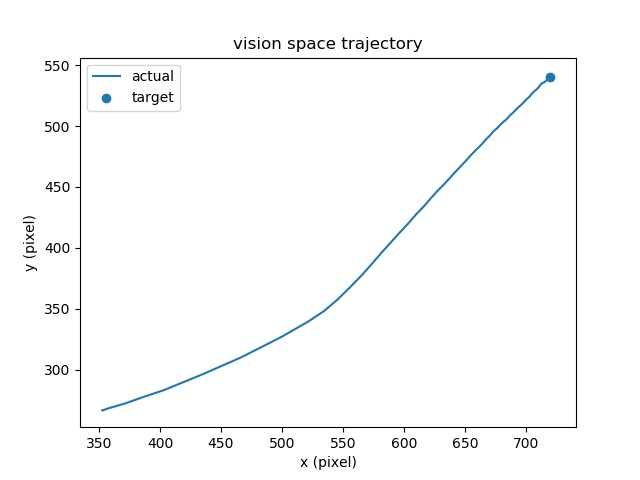 vision space trajectory
actual
target
550
500
450
400
350
300
y (pixel)
350 400 450 500 550 600 650 700
x (pixel)